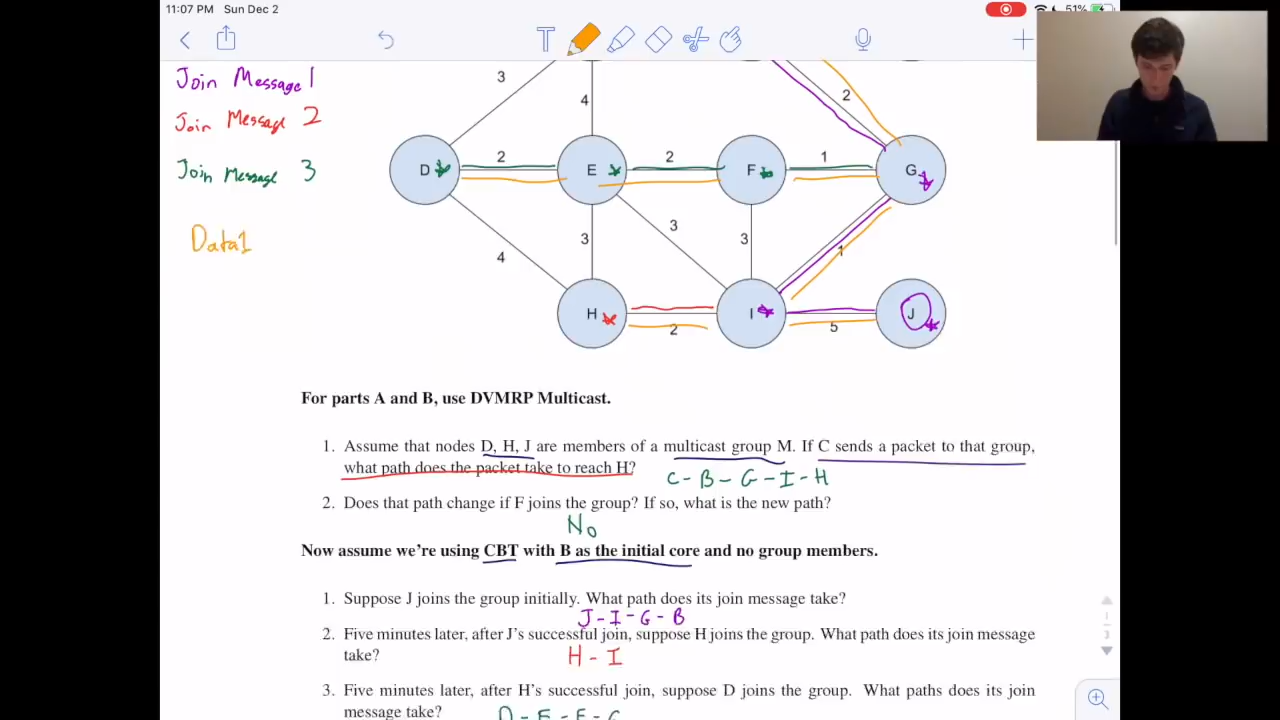 11:07 PM Sun Dec 2
51%
T
Join Message 1
Join Message 2
Join Message 3
Data1
3
4
2
D
2
E
2
F
1
G
4
3
3
3
1
H
2
I
5
J
For parts A and B, use DVMRP Multicast.
1. Assume that nodes D, H, J are members of a multicast group M. If C sends a packet to that group,
what path does the packet take to reach H?
C - B - G - I - H
2. Does that path change if F joins the group? If so, what is the new path?
No
Now assume we're using CBT with B as the initial core and no group members.
1. Suppose J joins the group initially. What path does its join message take?
J - I - G - B
2. Five minutes later, after J's successful join, suppose H joins the group. What path does its join message
take?
H - I
3. Five minutes later, after H's successful join, suppose D joins the group. What paths does its join
message take?
D - E - F - G
1
3